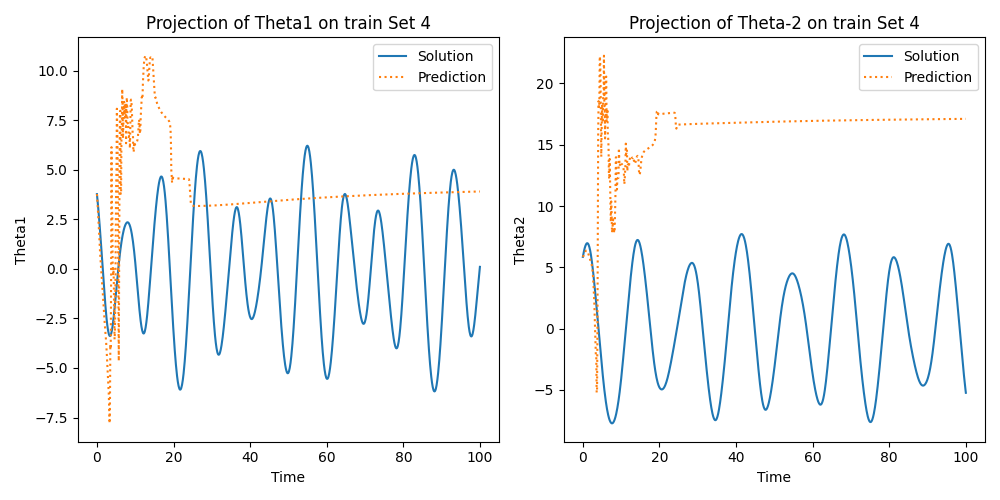 Projection of Theta1 on train Set 4
Theta1
10.0
7.5
5.0
2.5
0.0
−2.5
−5.0
−7.5
0
20
40
60
80
100
Time
Solution
Prediction
Projection of Theta-2 on train Set 4
Theta2
20
15
10
5
0
−5
0
20
40
60
80
100
Time
Solution
Prediction